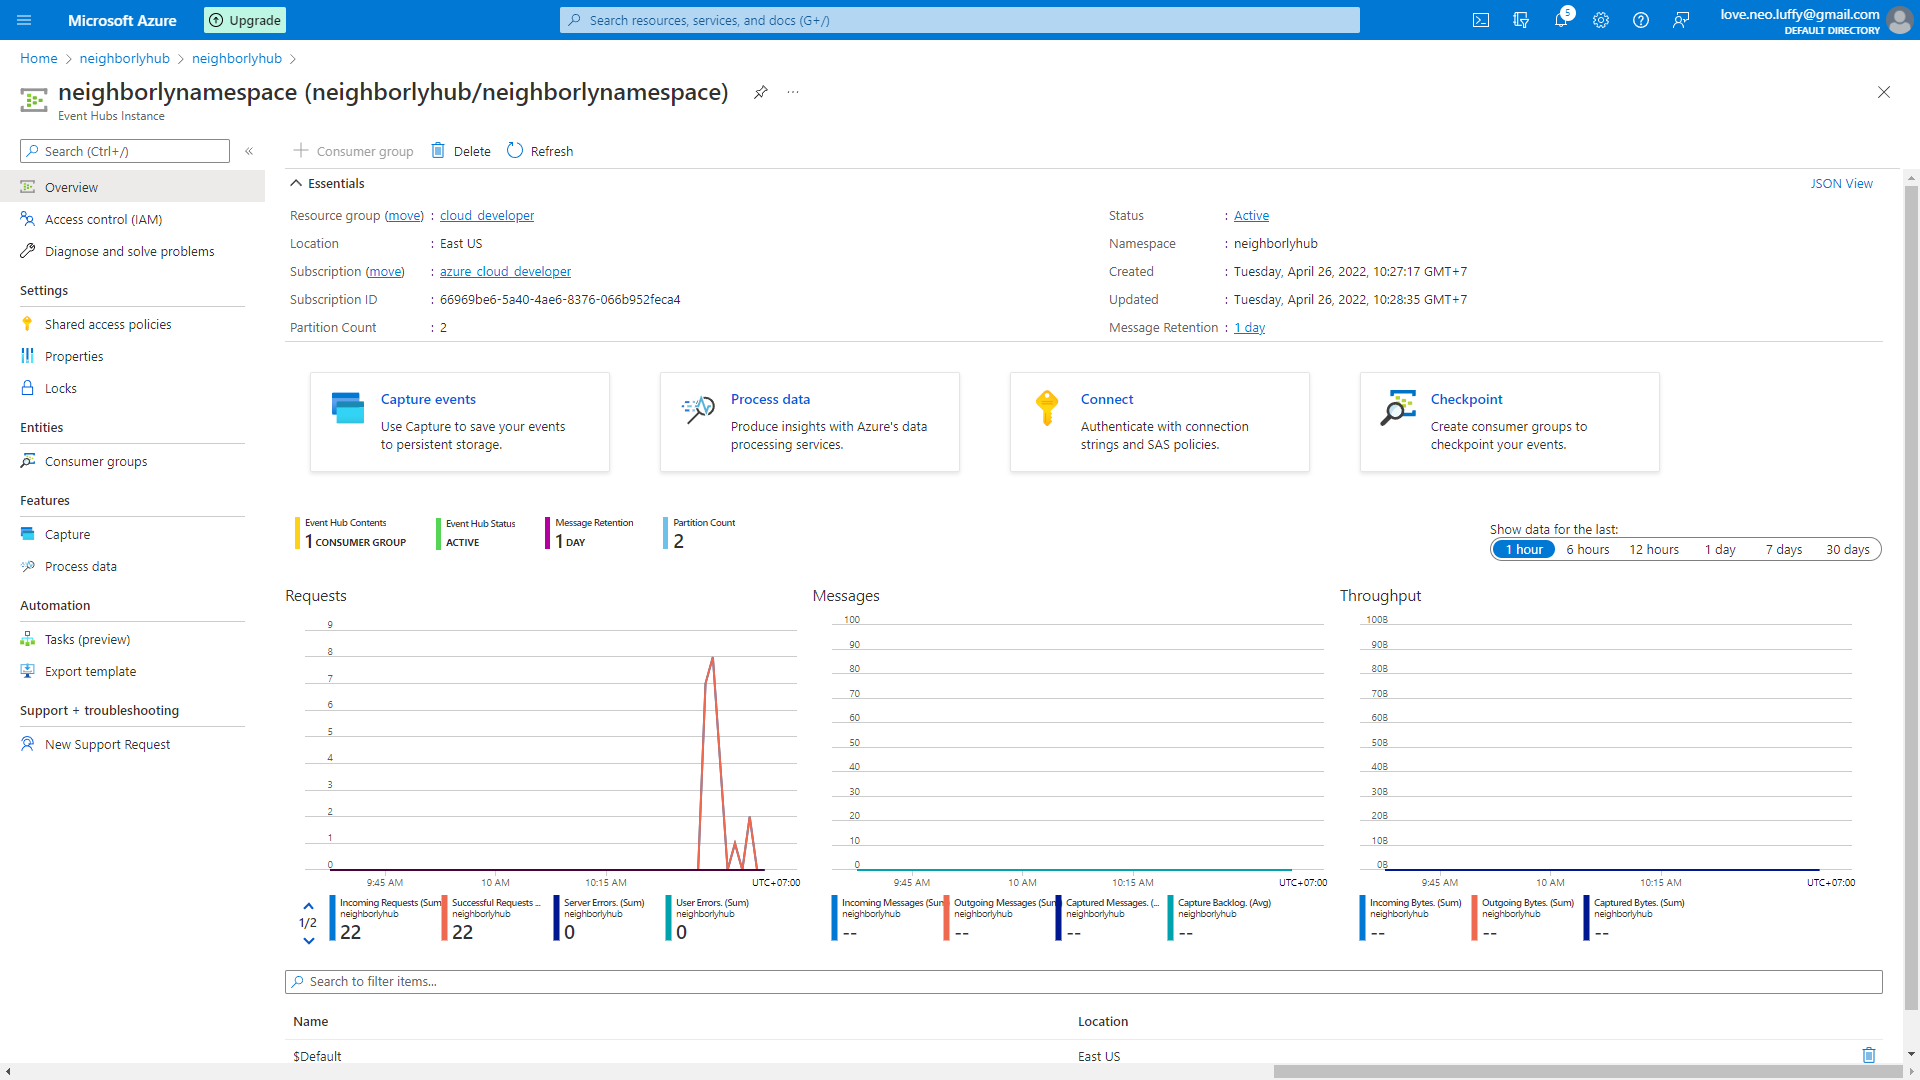 Microsoft Azure
Upgrade
Search resources, services, and docs (G+/)
5
love.neo.luffy@gmail.com
DEFAULT DIRECTORY
Home > neighborlyhub > neighborlyhub >
neighborlynamespace (neighborlyhub/neighborlynamespace)
...
Event Hubs Instance
Search (Ctrl+/)
«
Overview
Access control (IAM)
Diagnose and solve problems
Settings
Shared access policies
Properties
Locks
Entities
Consumer groups
Features
Capture
Process data
Automation
Tasks (preview)
Export template
Support + troubleshooting
New Support Request
Consumer group
Delete
Refresh
Essentials
JSON View
Resource group (move) : cloud_developer
Location : East US
Subscription (move) : azure_cloud_developer
Subscription ID : 66969be6-5a40-4ae6-8376-066b952feca4
Partition Count : 2
Status : Active
Namespace : neighborlyhub
Created : Tuesday, April 26, 2022, 10:27:17 GMT+7
Updated : Tuesday, April 26, 2022, 10:28:35 GMT+7
Message Retention : 1 day
Capture events
Use Capture to save your events
to persistent storage.
Process data
Produce insights with Azure's data
processing services.
Connect
Authenticate with connection
strings and SAS policies.
Checkpoint
Create consumer groups to
checkpoint your events.
Event Hub Contents
1 CONSUMER GROUP
Event Hub Status
ACTIVE
Message Retention
1 DAY
Partition Count
2
Show data for the last:
1 hour 6 hours 12 hours 1 day 7 days 30 days
Requests
9
8
7
6
5
4
3
2
1
0
9:45 AM 10 AM 10:15 AM UTC+07:00
1/2
Incoming Requests (Sum
neighborlyhub
22
Successful Requests ...
neighborlyhub
22
Server Errors. (Sum)
neighborlyhub
0
User Errors. (Sum)
neighborlyhub
0
Messages
100
90
80
70
60
50
40
30
20
10
0
9:45 AM 10 AM 10:15 AM UTC+07:00
Incoming Messages (Sum
neighborlyhub
--
Outgoing Messages (Sum
neighborlyhub
--
Captured Messages. (...
neighborlyhub
--
Capture Backlog. (Avg)
neighborlyhub
--
Throughput
100B
90B
80B
70B
60B
50B
40B
30B
20B
10B
0B
9:45 AM 10 AM 10:15 AM UTC+07:00
Incoming Bytes. (Sum)
neighborlyhub
--
Outgoing Bytes. (Sum)
neighborlyhub
--
Captured Bytes. (Sum)
neighborlyhub
--
Search to filter items...
Name Location
$Default East US